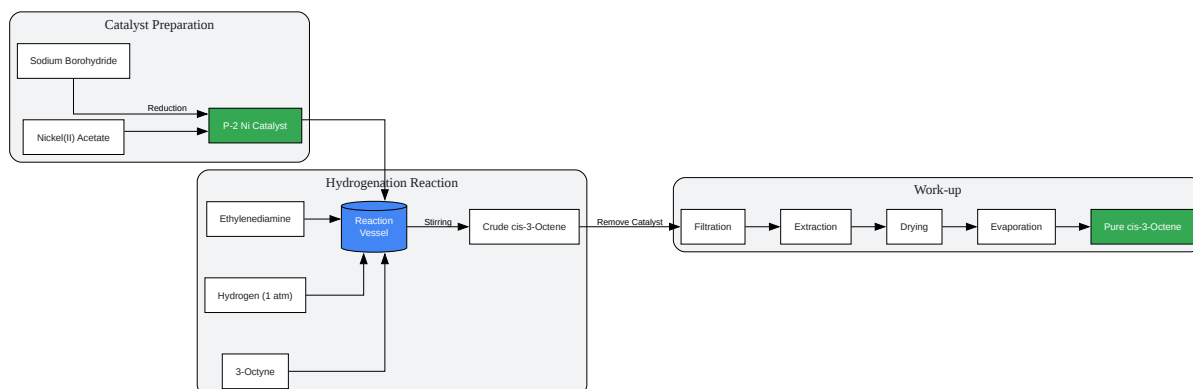 Catalyst Preparation
Sodium Borohydride
Reduction
Nickel(II) Acetate
P-2 Ni Catalyst
Hydrogenation Reaction
Ethylenediamine
Reaction
Vessel
Stirring
Crude cis-3-Octene
Hydrogen (1 atm)
3-Octyne
Remove Catalyst
Work-up
Filtration
Extraction
Drying
Evaporation
Pure cis-3-Octene